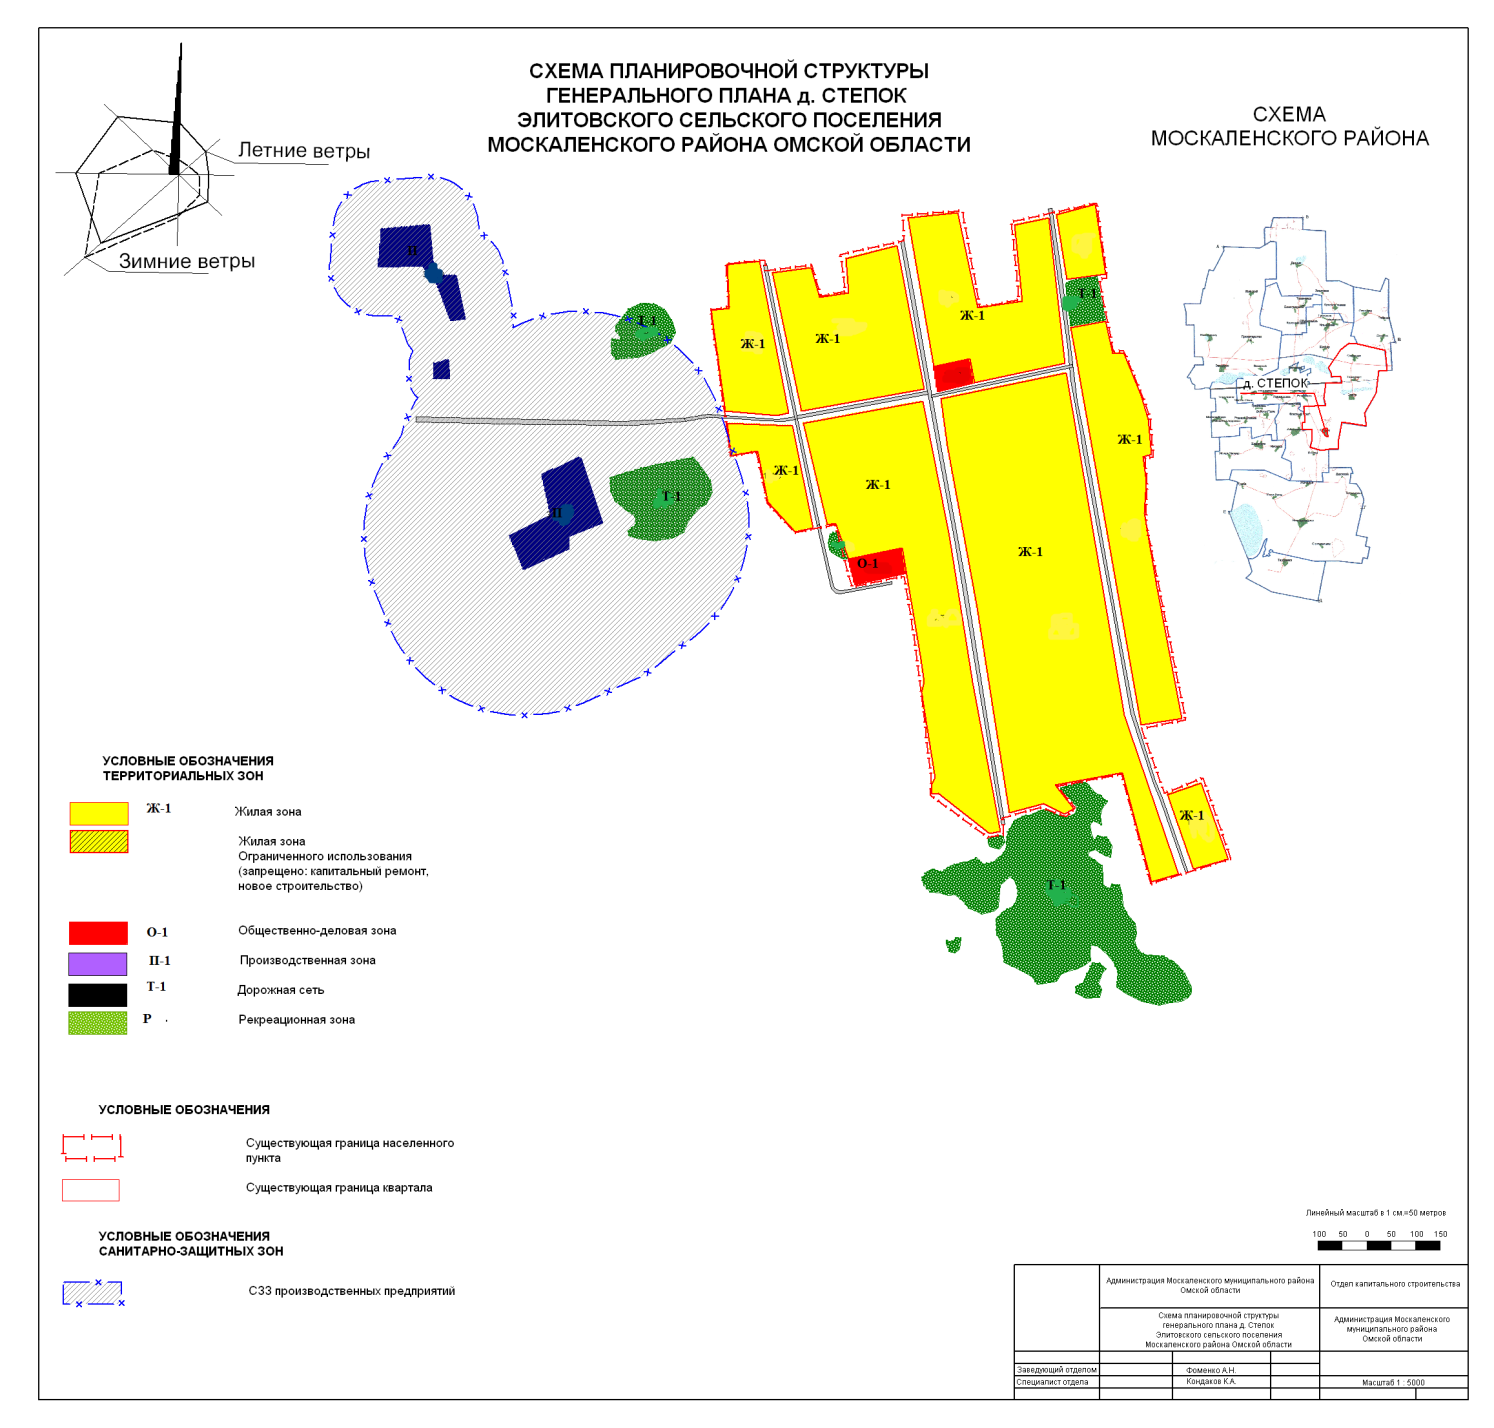 СХЕМА ПЛАНИРОВОЧНОЙ СТРУКТУРЫ
ГЕНЕРАЛЬНОГО ПЛАНА д. СТЕПОК
ЭЛИТОВСКОГО СЕЛЬСКОГО ПОСЕЛЕНИЯ
МОСКАЛЕНСКОГО РАЙОНА ОМСКОЙ ОБЛАСТИ
СХЕМА
МОСКАЛЕНСКОГО РАЙОНА
Летние ветры
Зимние ветры
П
Т-1
Т-1
Ж-1
Ж-1
Ж-1
д. СТЕПОК
Ж-1
Ж-1
Ж-1
Т-1
П
Ж-1
О-1
Ж-1
Т-1
УСЛОВНЫЕ ОБОЗНАЧЕНИЯ
ТЕРРИТОРИАЛЬНЫХ ЗОН
Ж-1 Жилая зона
Жилая зона
Ограниченного использования
(запрещено: капитальный ремонт,
новое строительство)
О-1 Общественно-деловая зона
П-1 Производственная зона
Т-1 Дорожная сеть
Р . Рекреационная зона
УСЛОВНЫЕ ОБОЗНАЧЕНИЯ
Существующая граница населенного
пункта
Существующая граница квартала
УСЛОВНЫЕ ОБОЗНАЧЕНИЯ
САНИТАРНО-ЗАЩИТНЫХ ЗОН
СЗЗ производственных предприятий
Линейный масштаб в 1 см.=50 метров
100 50 0 50 100 150
Администрация Москаленского муниципального района
Омской области
Отдел капитального строительства
Схема планировочной структуры
генерального плана д. Степок
Элитовского сельского поселения
Москаленского района Омской области
Администрация Москаленского
муниципального района
Омской области
Заведующий отделом Фоменко А.Н.
Специалист отдела Кондаков К.А. Масштаб 1 : 5000